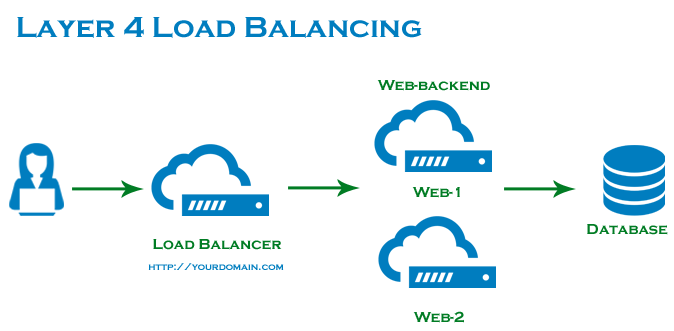 Layer 4 Load Balancing
Web-backend
Web-1
Load Balancer
http://yourdomain.com
Database
Web-2